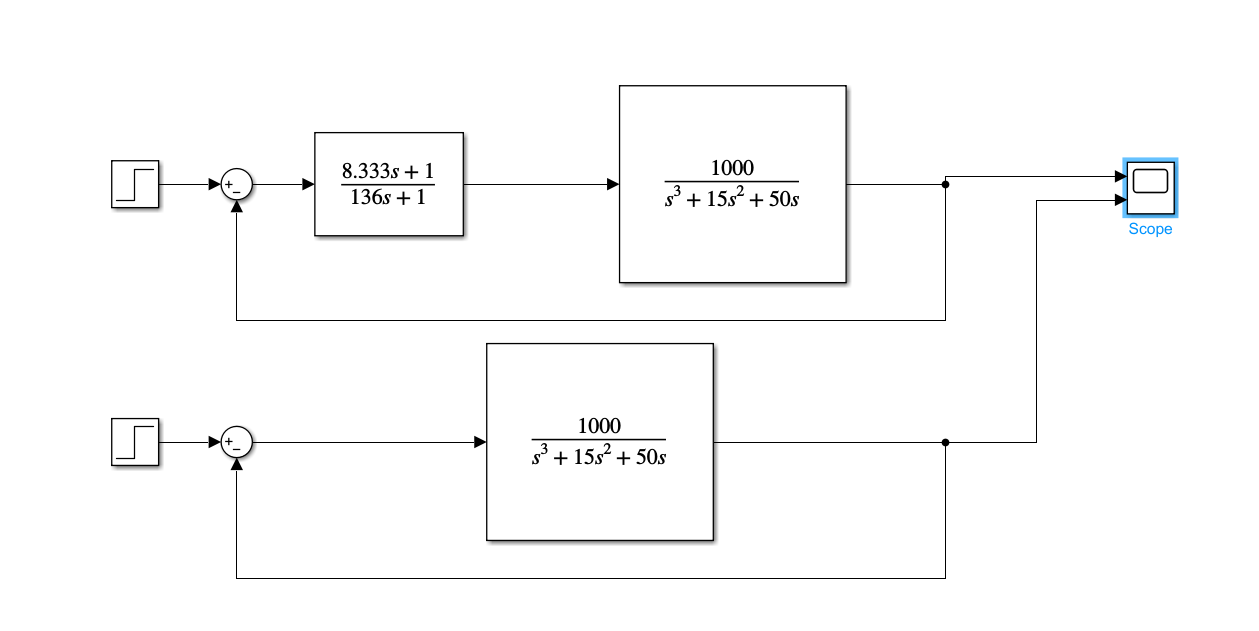 8.333s + 1
136s + 1
1000
s³ + 15s² + 50s
+
−
Scope
1000
s³ + 15s² + 50s
+
−